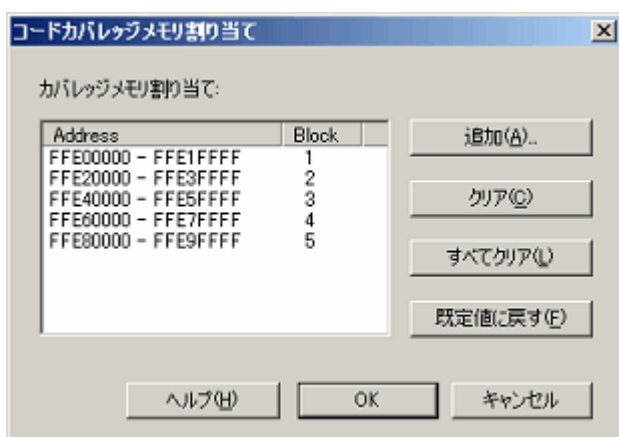 コードカバレッジメモリ割り当て
カバレッジメモリ割り当て:
Address Block
FFE00000 - FFE1FFFF 1
FFE20000 - FFE3FFFF 2
FFE40000 - FFE5FFFF 3
FFE60000 - FFE7FFFF 4
FFE80000 - FFE9FFFF 5
追加(A)...
クリア(C)
すべてクリア(L)
既定値に戻す(F)
ヘルプ(H)
OK
キャンセル